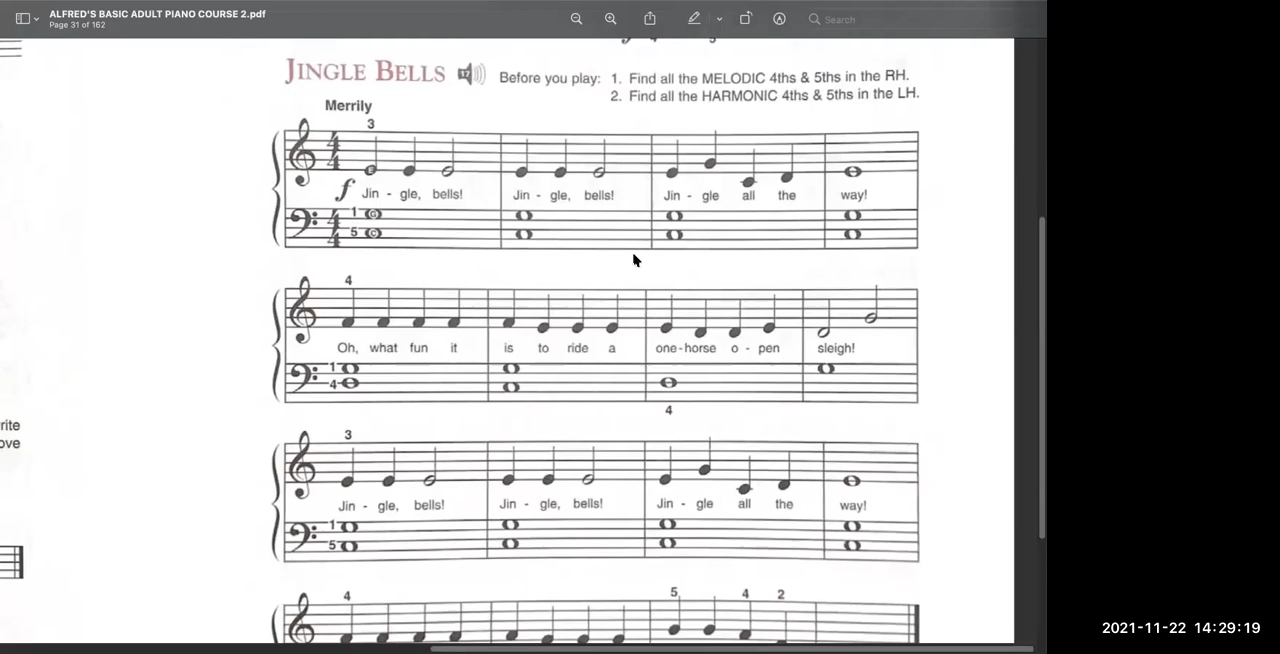 ALFRED'S BASIC ADULT PIANO COURSE 2.pdf
Page 31 of 162
Search
JINGLE BELLS
Before you play: 1. Find all the MELODIC 4ths & 5ths in the RH.
2. Find all the HARMONIC 4ths & 5ths in the LH.
Merrily
3
4 4
E
f Jin - gle, bells! Jin - gle, bells! Jin - gle all the way!
1 G
4 4
5 C
4
Oh, what fun it is to ride a one-horse o - pen sleigh!
1
4
4
rite
ove
3
Jin - gle, bells! Jin - gle, bells! Jin - gle all the way!
1
5
4 5 4 2
2021-11-22 14:29:19